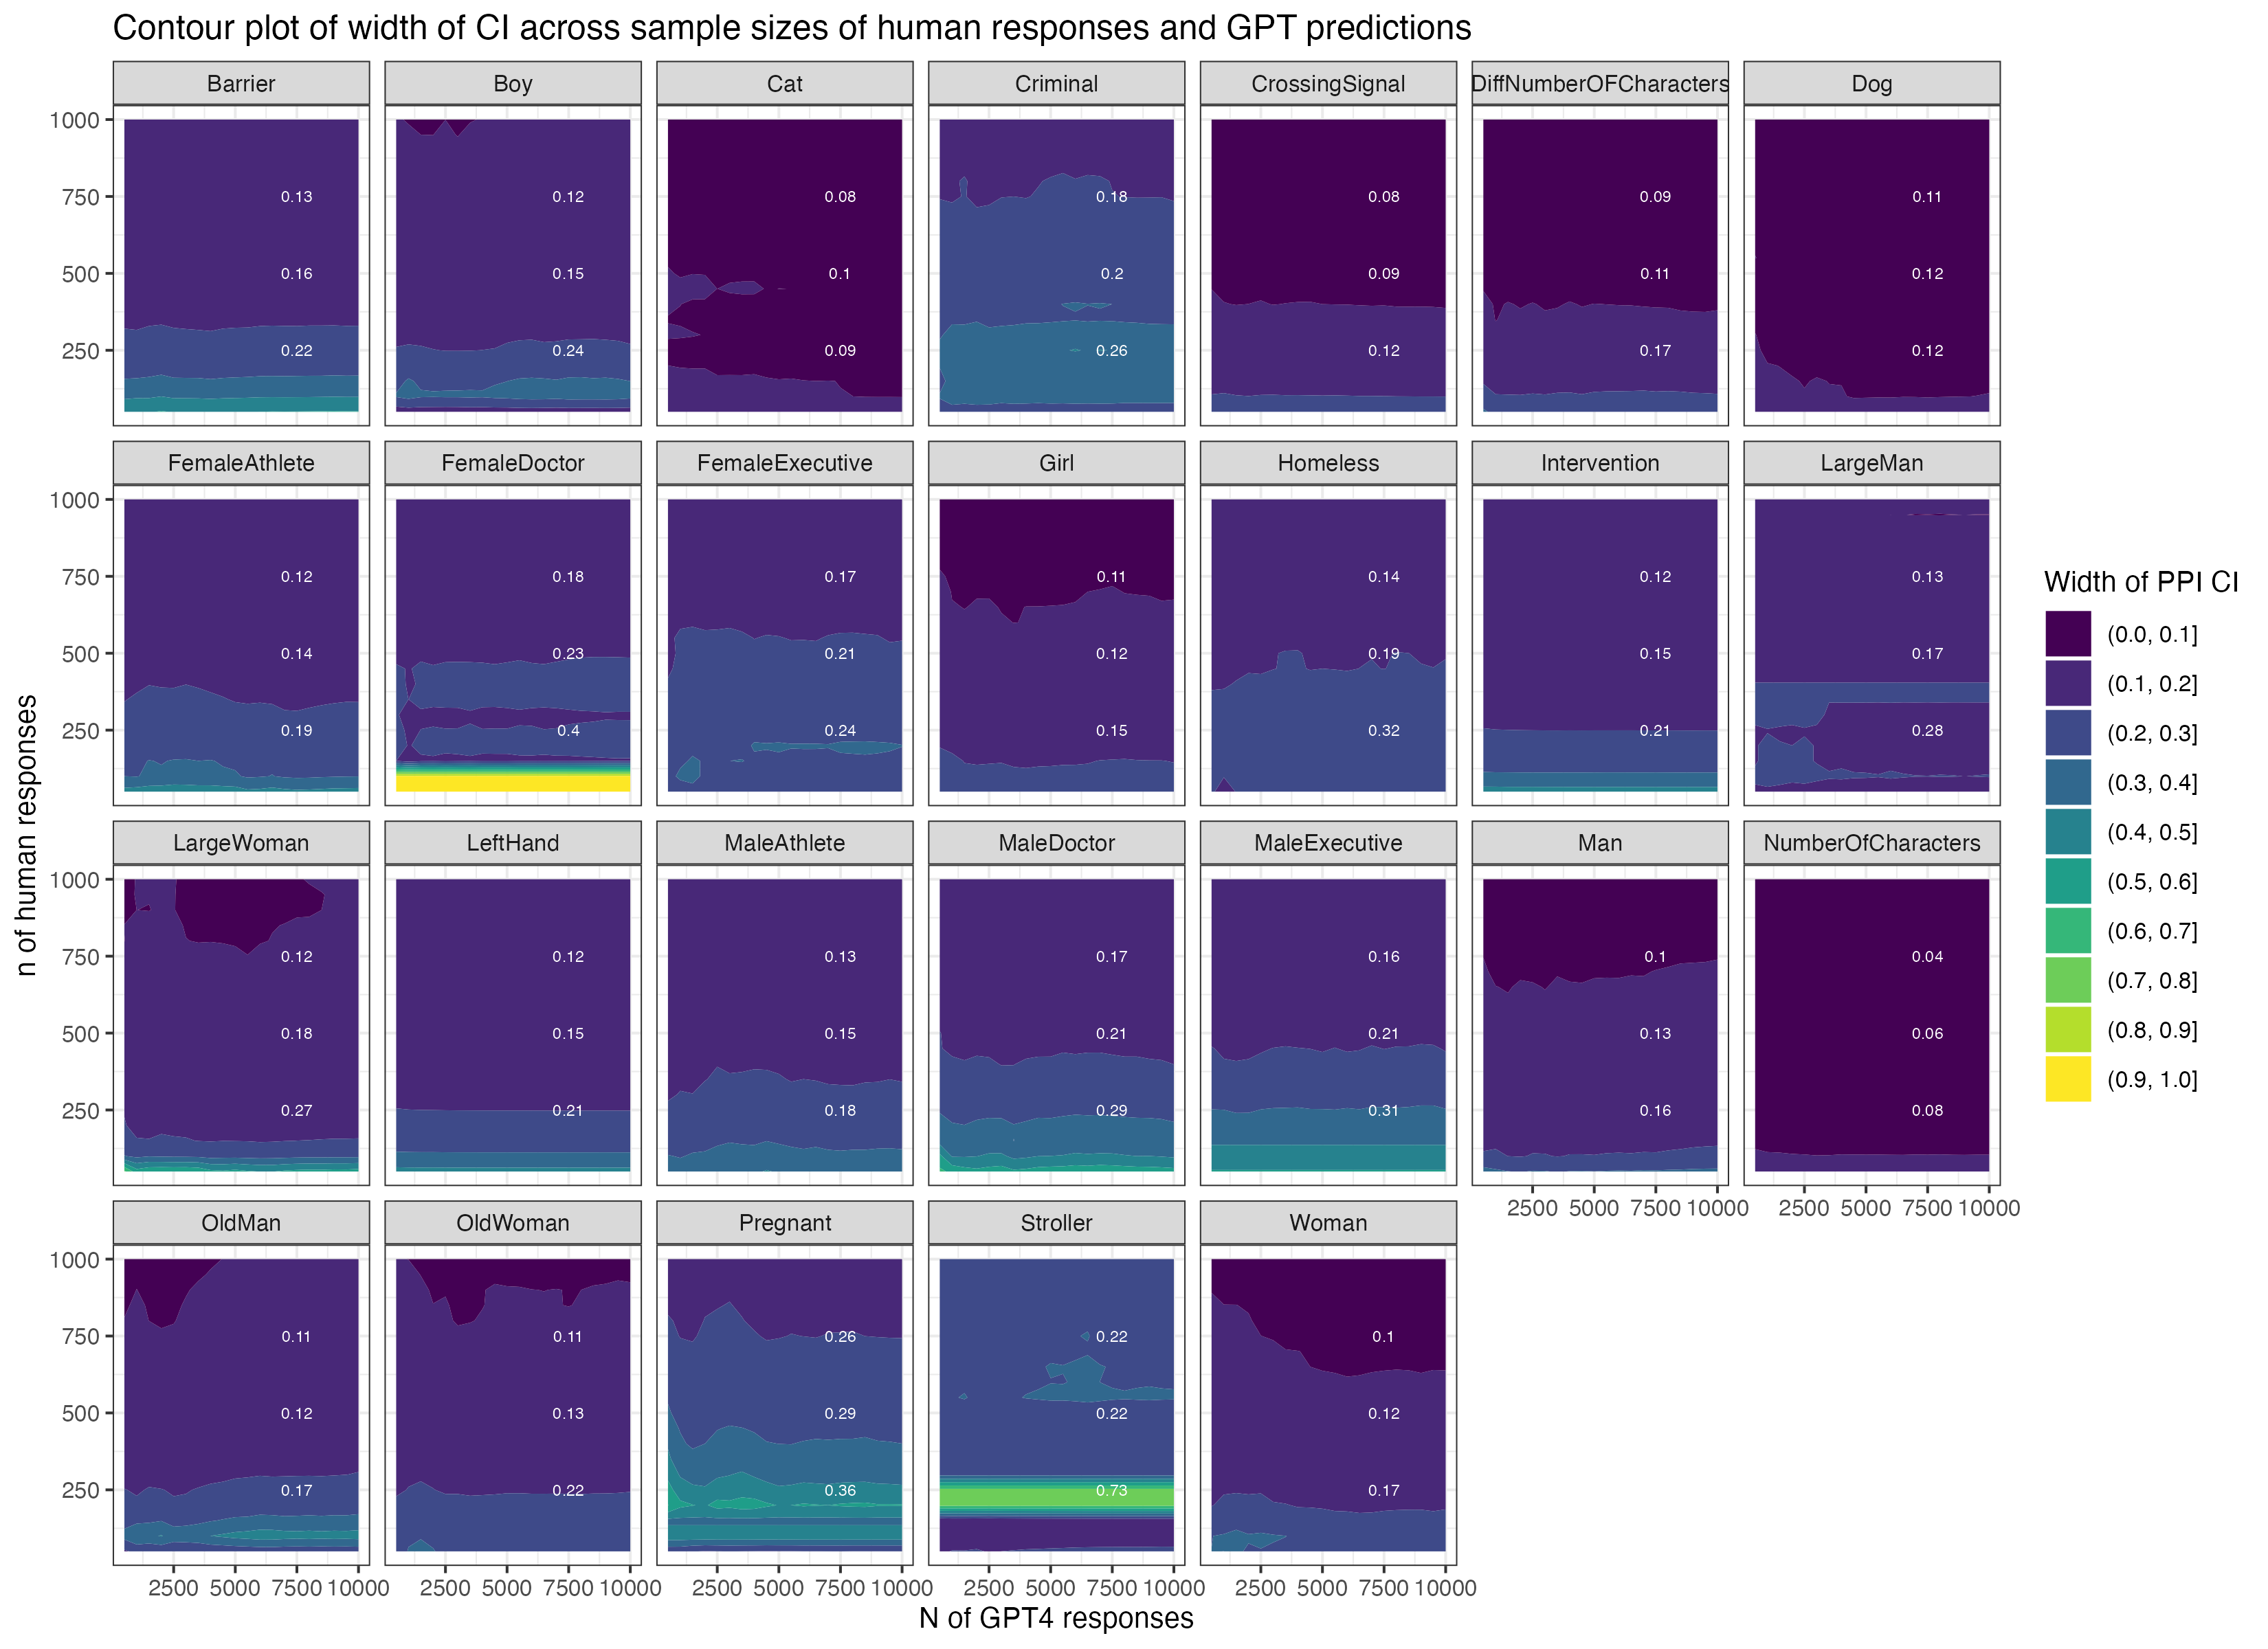 Contour plot of width of CI across sample sizes of human responses and GPT predictions
Barrier Boy Cat Criminal CrossingSignal DiffNumberOFCharacters Dog
1000
750 0.13 0.12 0.08 0.18 0.08 0.09 0.11
500 0.16 0.15 0.1 0.2 0.09 0.11 0.12
250 0.22 0.24 0.09 0.26 0.12 0.17 0.12
FemaleAthlete FemaleDoctor FemaleExecutive Girl Homeless Intervention LargeMan
1000
750 0.12 0.18 0.17 0.11 0.14 0.12 0.13
500 0.14 0.23 0.21 0.12 0.19 0.15 0.17
250 0.19 0.4 0.24 0.15 0.32 0.21 0.28
LargeWoman LeftHand MaleAthlete MaleDoctor MaleExecutive Man NumberOfCharacters
1000
750 0.12 0.12 0.13 0.17 0.16 0.1 0.04
500 0.18 0.15 0.15 0.21 0.21 0.13 0.06
250 0.27 0.21 0.18 0.29 0.31 0.16 0.08
2500 5000 7500 10000 2500 5000 7500 10000
OldMan OldWoman Pregnant Stroller Woman
1000
750 0.11 0.11 0.26 0.22 0.1
500 0.12 0.13 0.29 0.22 0.12
250 0.17 0.22 0.36 0.73 0.17
2500 5000 7500 10000 2500 5000 7500 10000 2500 5000 7500 10000 2500 5000 7500 10000 2500 5000 7500 10000
N of GPT4 responses
n of human responses
Width of PPI CI
(0.0, 0.1]
(0.1, 0.2]
(0.2, 0.3]
(0.3, 0.4]
(0.4, 0.5]
(0.5, 0.6]
(0.6, 0.7]
(0.7, 0.8]
(0.8, 0.9]
(0.9, 1.0]